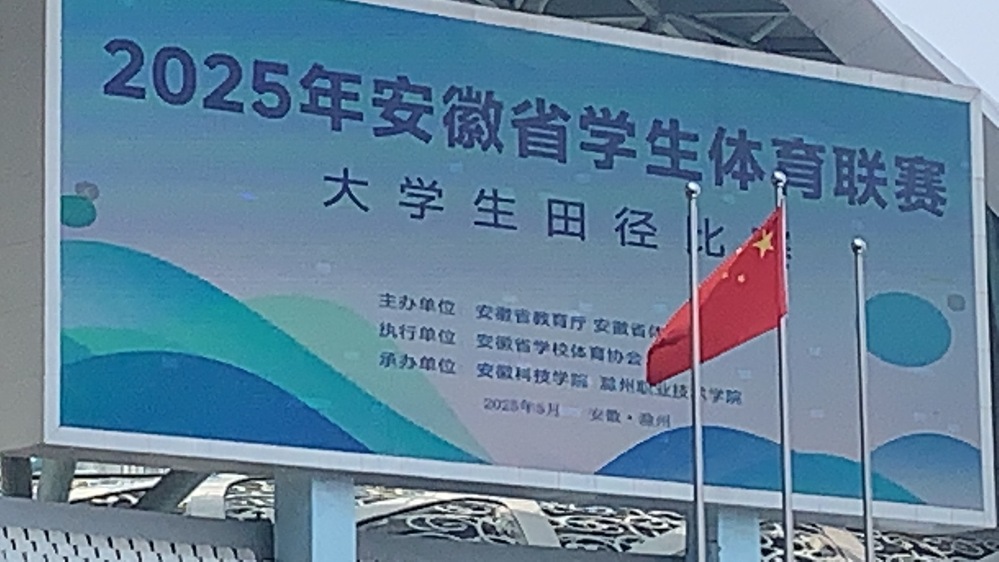 2025年安徽省学生体育联赛
大学生田径比
主办单位 安徽省教育厅 安徽省体
执行单位 安徽省学校体育协会
承办单位 安徽科技学院 滁州职业技术学院
2025年5月 安徽·滁州